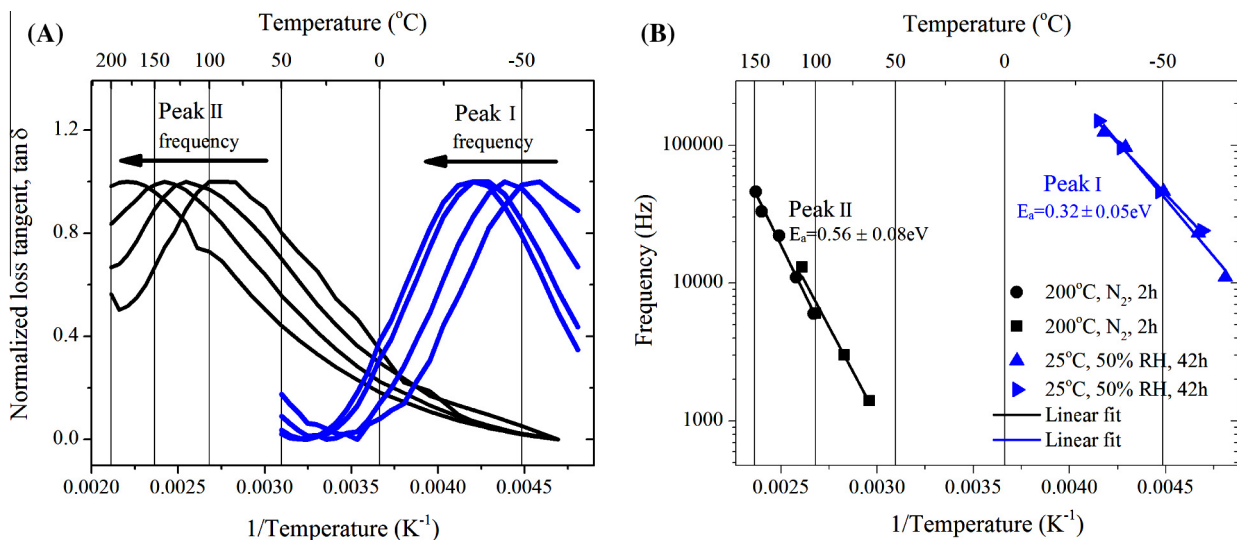 (A)
Temperature (°C)
200 150 100 50 0 -50
Peak II
frequency
Peak I
frequency
Normalized loss tangent, tan δ
1.2
0.8
0.4
0.0
0.0020 0.0025 0.0030 0.0035 0.0040 0.0045
1/Temperature (K⁻¹)
(B)
Temperature (°C)
150 100 50 0 -50
Frequency (Hz)
100000
10000
1000
Peak I
Eₐ=0.32 ± 0.05eV
Peak II
Eₐ=0.56 ± 0.08eV
200°C, N₂, 2h
200°C, N₂, 2h
25°C, 50% RH, 42h
25°C, 50% RH, 42h
Linear fit
Linear fit
0.0025 0.0030 0.0035 0.0040 0.0045
1/Temperature (K⁻¹)